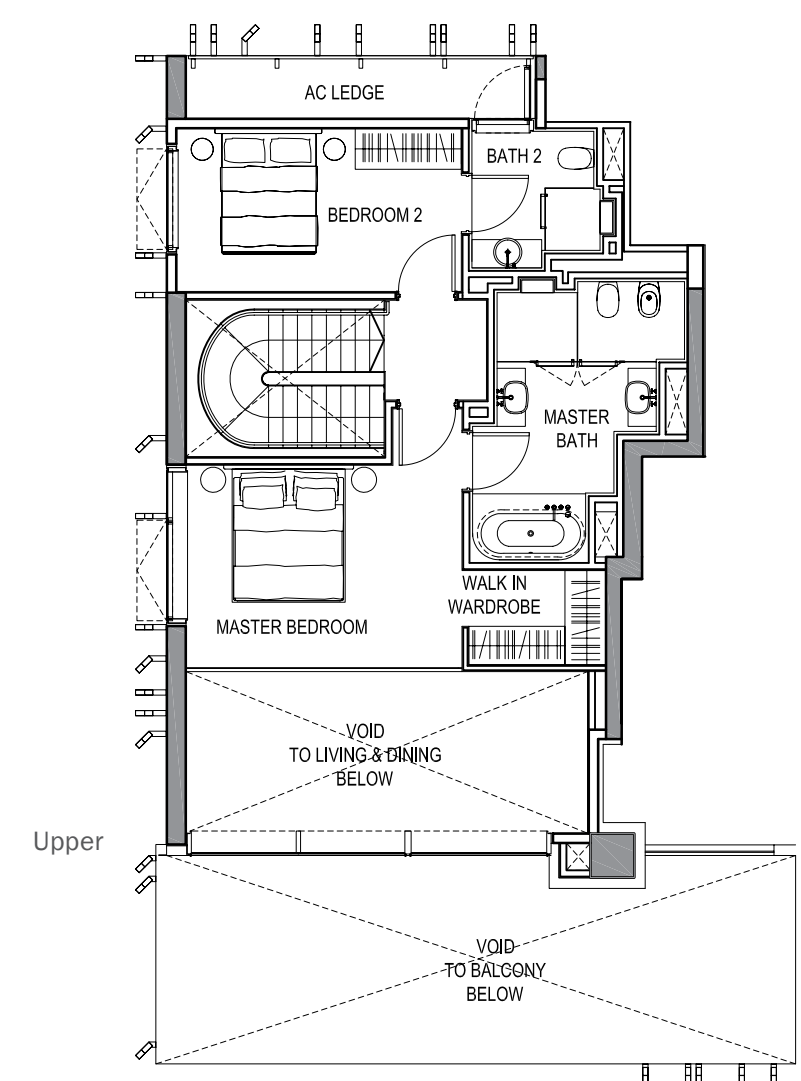 AC LEDGE
BATH 2
BEDROOM 2
MASTER
BATH
WALK IN
WARDROBE
MASTER BEDROOM
VOID
TO LIVING & DINING
BELOW
Upper
VOID
TO BALCONY
BELOW